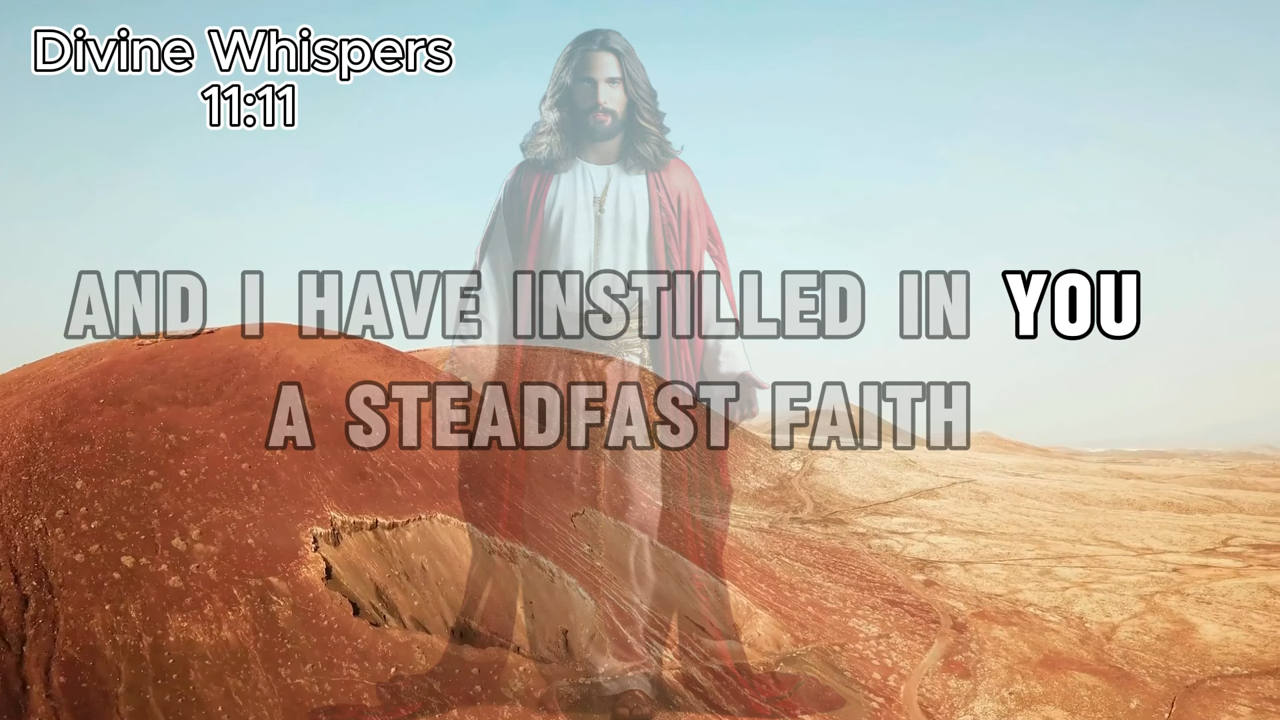 Divine Whispers
11:11
AND I HAVE INSTILLED IN YOU
A STEADFAST FAITH